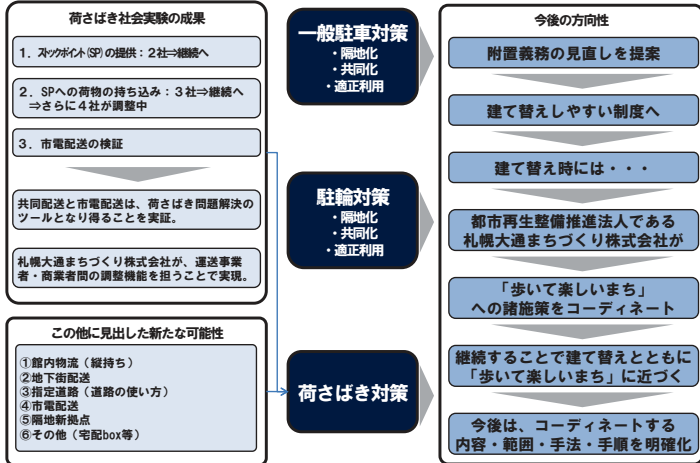 荷さばき社会実験の成果
1．ストックポイント(SP)の提供：２社⇒継続へ
2．SPへの荷物の持ち込み：３社⇒継続へ
⇒さらに４社が調整中
3．市電配送の検証
共同配送と市電配送は、荷さばき問題解決の
ツールとなり得ることを実証。
札幌大通まちづくり株式会社が、運送事業
者・商業者間の調整機能を担うことで実現。
この他に見出した新たな可能性
①館内物流（縦持ち）
②地下街配送
③指定道路（道路の使い方）
④市電配送
⑤隔地新拠点
⑥その他（宅配box等）
一般駐車対策
・隔地化
・共同化
・適正利用
駐輪対策
・隔地化
・共同化
・適正利用
荷さばき対策
今後の方向性
附置義務の見直しを提案
建て替えしやすい制度へ
建て替え時には・・・
都市再生整備推進法人である
札幌大通まちづくり株式会社が
「歩いて楽しいまち」
への諸施策をコーディネート
継続することで建て替えとともに
「歩いて楽しいまち」に近づく
今後は、コーディネートする
内容・範囲・手法・手順を明確化